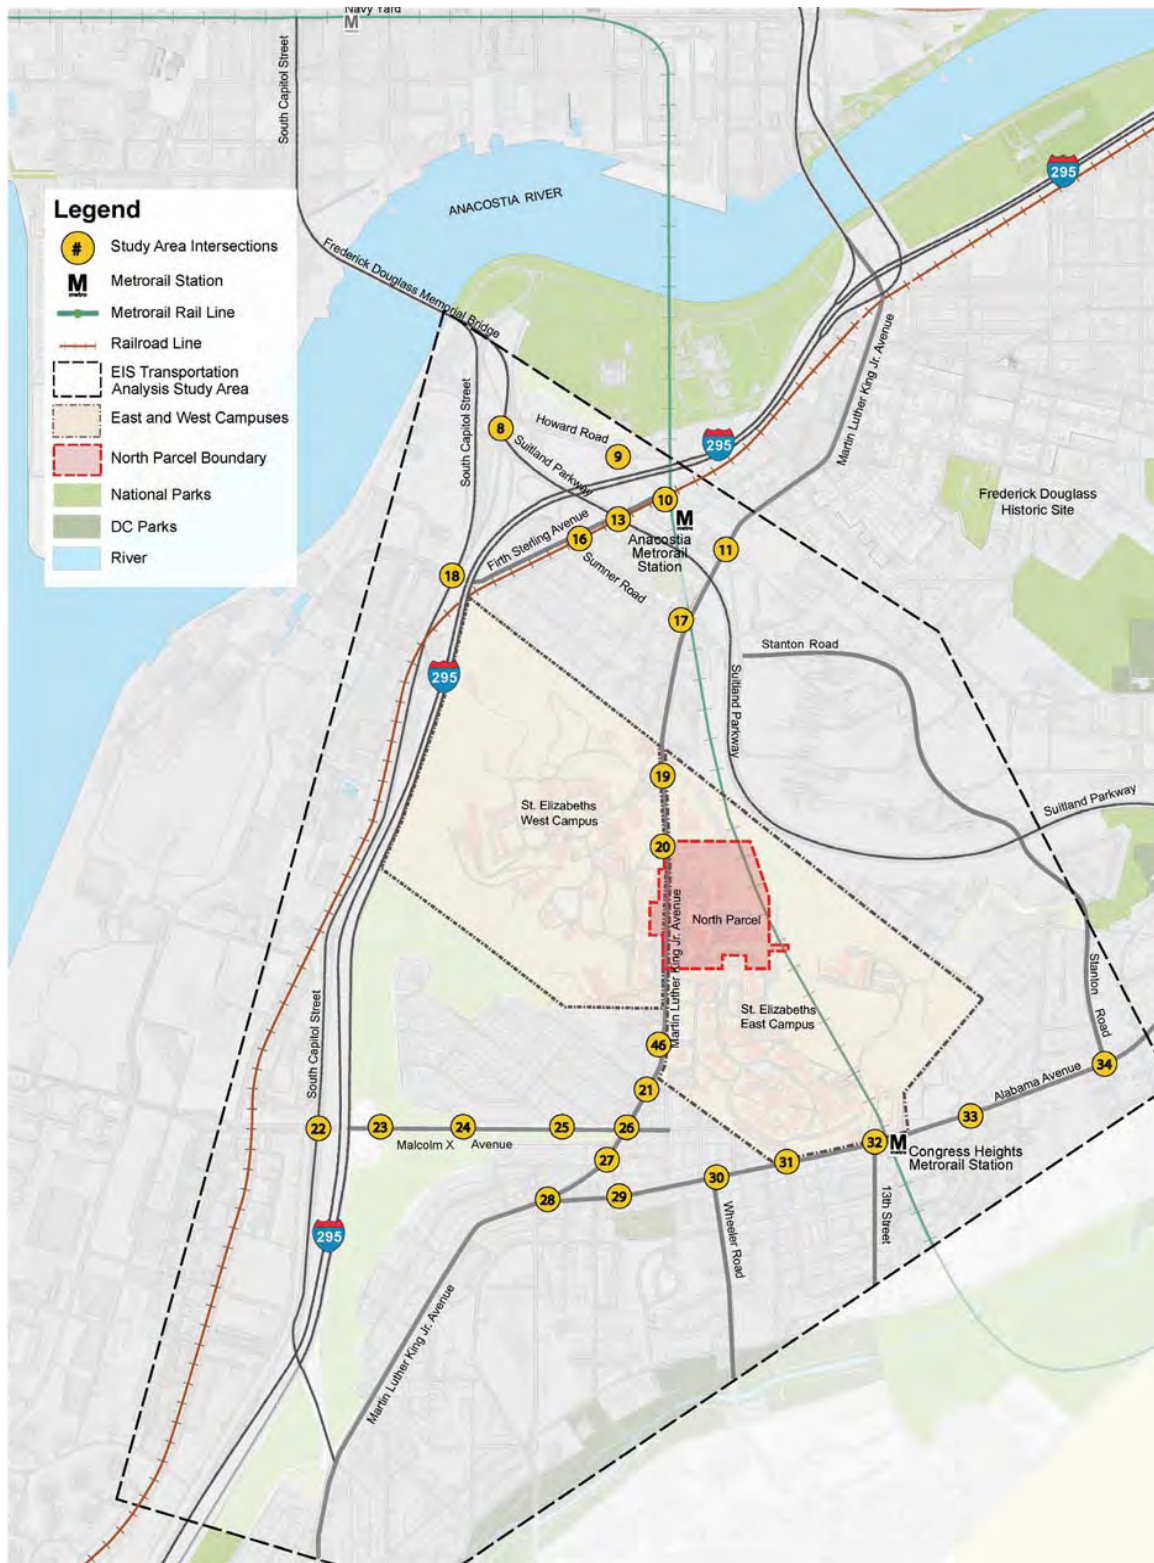 Navy Yard
M
South Capitol Street
295
ANACOSTIA RIVER
Legend
# Study Area Intersections
M
metro
Metrorail Station
Metrorail Rail Line
Railroad Line
EIS Transportation
Analysis Study Area
East and West Campuses
North Parcel Boundary
National Parks
DC Parks
River
Frederick Douglass Memorial Bridge
Martin Luther King Jr. Avenue
South Capitol Street
8
Howard Road
9
Suitland Parkway
295
10
Frederick Douglass
Historic Site
13
M
metro
Firth Sterling Avenue
16
Anacostia
Metrorail
Station
11
Sumner Road
18
17
Stanton Road
295
Suitland Parkway
19
Suitland Parkway
St. Elizabeths
West Campus
20
North Parcel
Martin Luther King Jr. Avenue
Stanton Road
St. Elizabeths
East Campus
South Capitol Street
46
34
21
Alabama Avenue
33
22
23
24
25
26
Malcolm X Avenue
32
M
metro
Congress Heights
Metrorail Station
27
31
30
28
29
13th Street
Wheeler Road
295
Martin Luther King Jr. Avenue